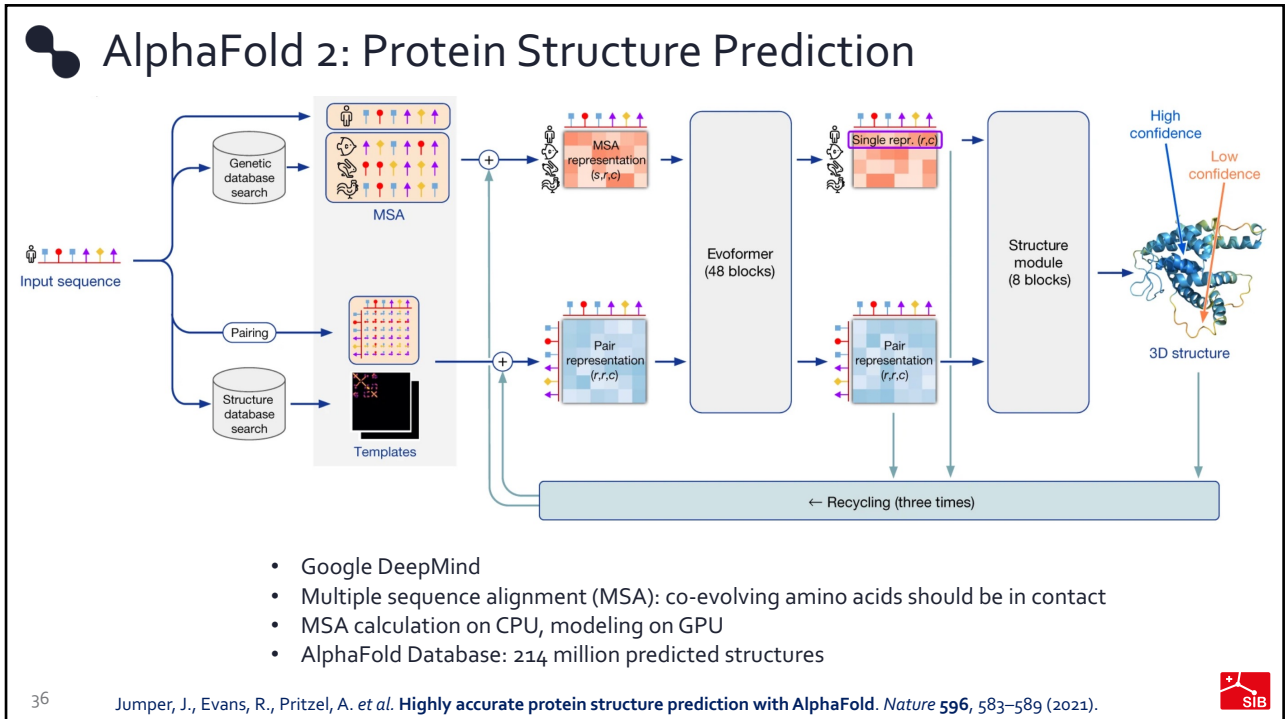 AlphaFold 2: Protein Structure Prediction
Input sequence
Genetic
database
search
MSA
Pairing
Structure
database
search
Templates
+
+
MSA
representation
(s,r,c)
Pair
representation
(r,r,c)
Evoformer
(48 blocks)
Single repr. (r,c)
Pair
representation
(r,r,c)
Structure
module
(8 blocks)
High
confidence
Low
confidence
3D structure
← Recycling (three times)
• Google DeepMind
• Multiple sequence alignment (MSA): co-evolving amino acids should be in contact
• MSA calculation on CPU, modeling on GPU
• AlphaFold Database: 214 million predicted structures
36
Jumper, J., Evans, R., Pritzel, A. et al. Highly accurate protein structure prediction with AlphaFold. Nature 596, 583–589 (2021).
SIB